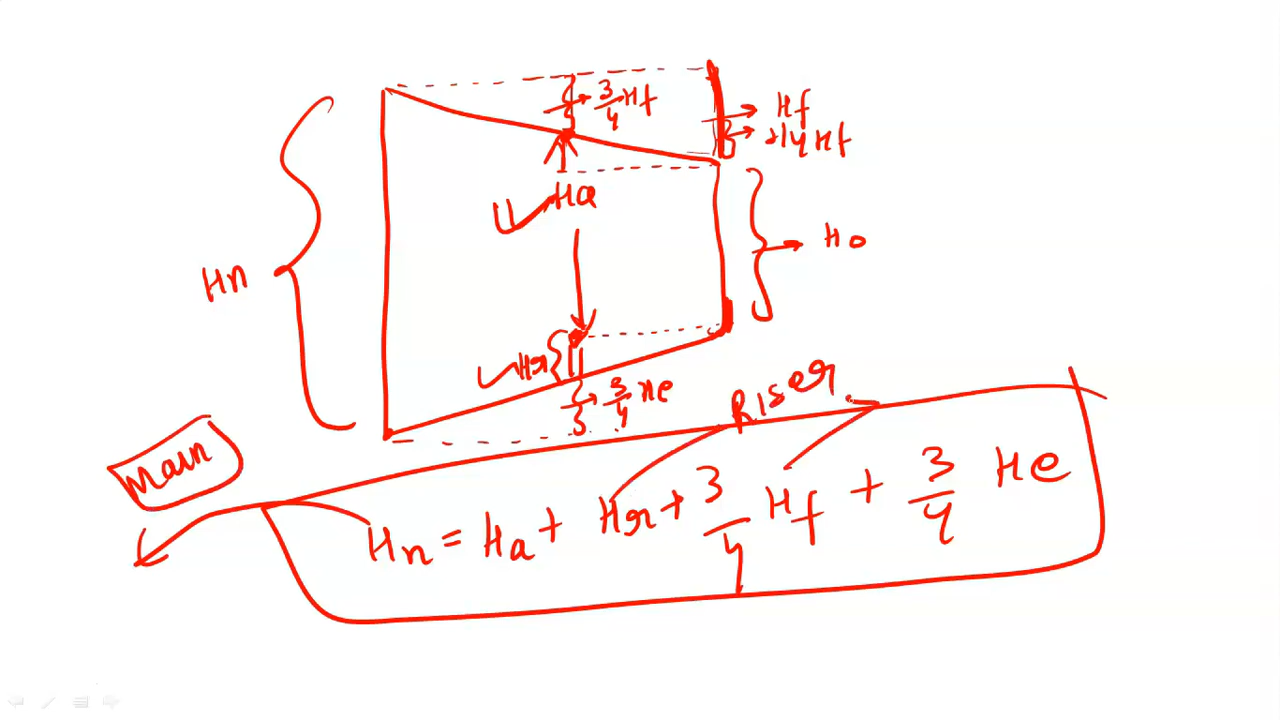 3/4 Hf
Hf
1/4 Hf
Ha
Ho
Hn
Hr
3/4 He
Riser
Main
Hn = Ha + Hr + 3/4 Hf + 3/4 He